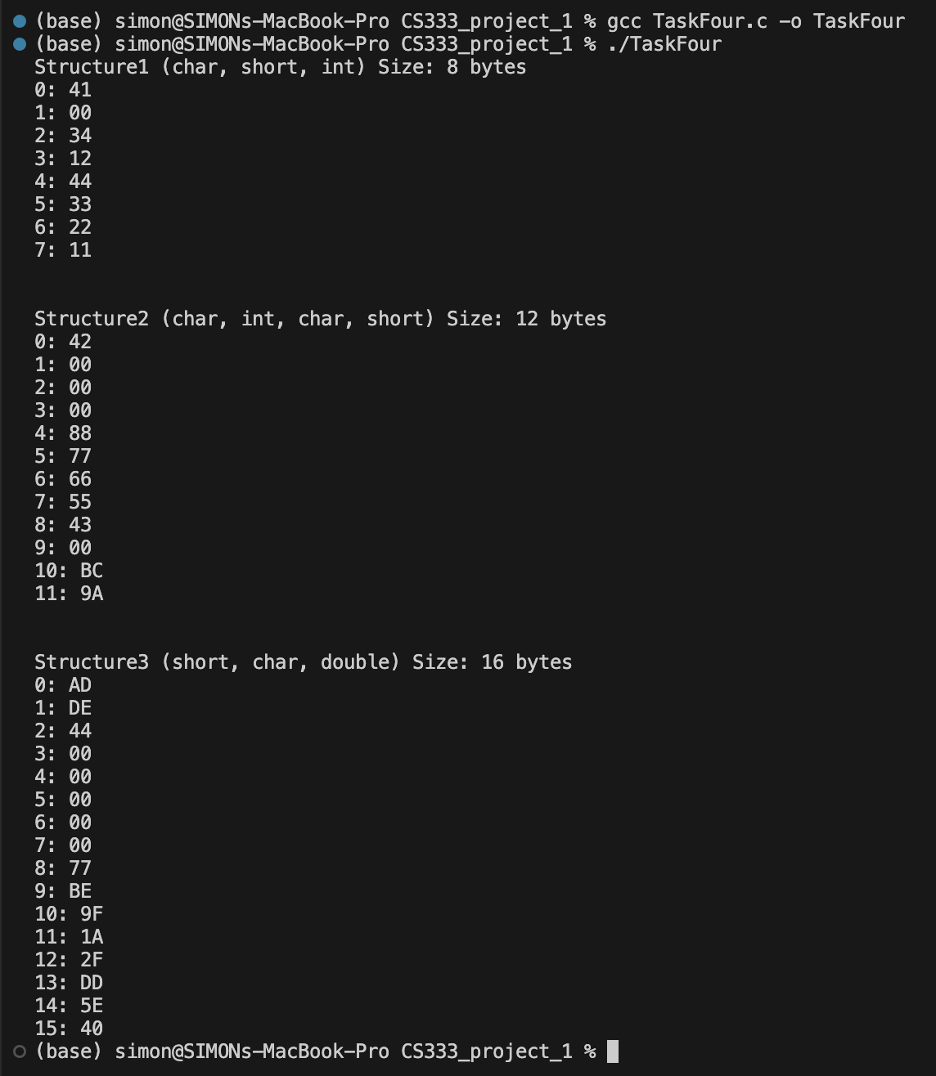 (base) simon@SIMONs-MacBook-Pro CS333_project_1 % gcc TaskFour.c -o TaskFour
(base) simon@SIMONs-MacBook-Pro CS333_project_1 % ./TaskFour
Structure1 (char, short, int) Size: 8 bytes
0: 41
1: 00
2: 34
3: 12
4: 44
5: 33
6: 22
7: 11
Structure2 (char, int, char, short) Size: 12 bytes
0: 42
1: 00
2: 00
3: 00
4: 88
5: 77
6: 66
7: 55
8: 43
9: 00
10: BC
11: 9A
Structure3 (short, char, double) Size: 16 bytes
0: AD
1: DE
2: 44
3: 00
4: 00
5: 00
6: 00
7: 00
8: 77
9: BE
10: 9F
11: 1A
12: 2F
13: DD
14: 5E
15: 40
(base) simon@SIMONs-MacBook-Pro CS333_project_1 %